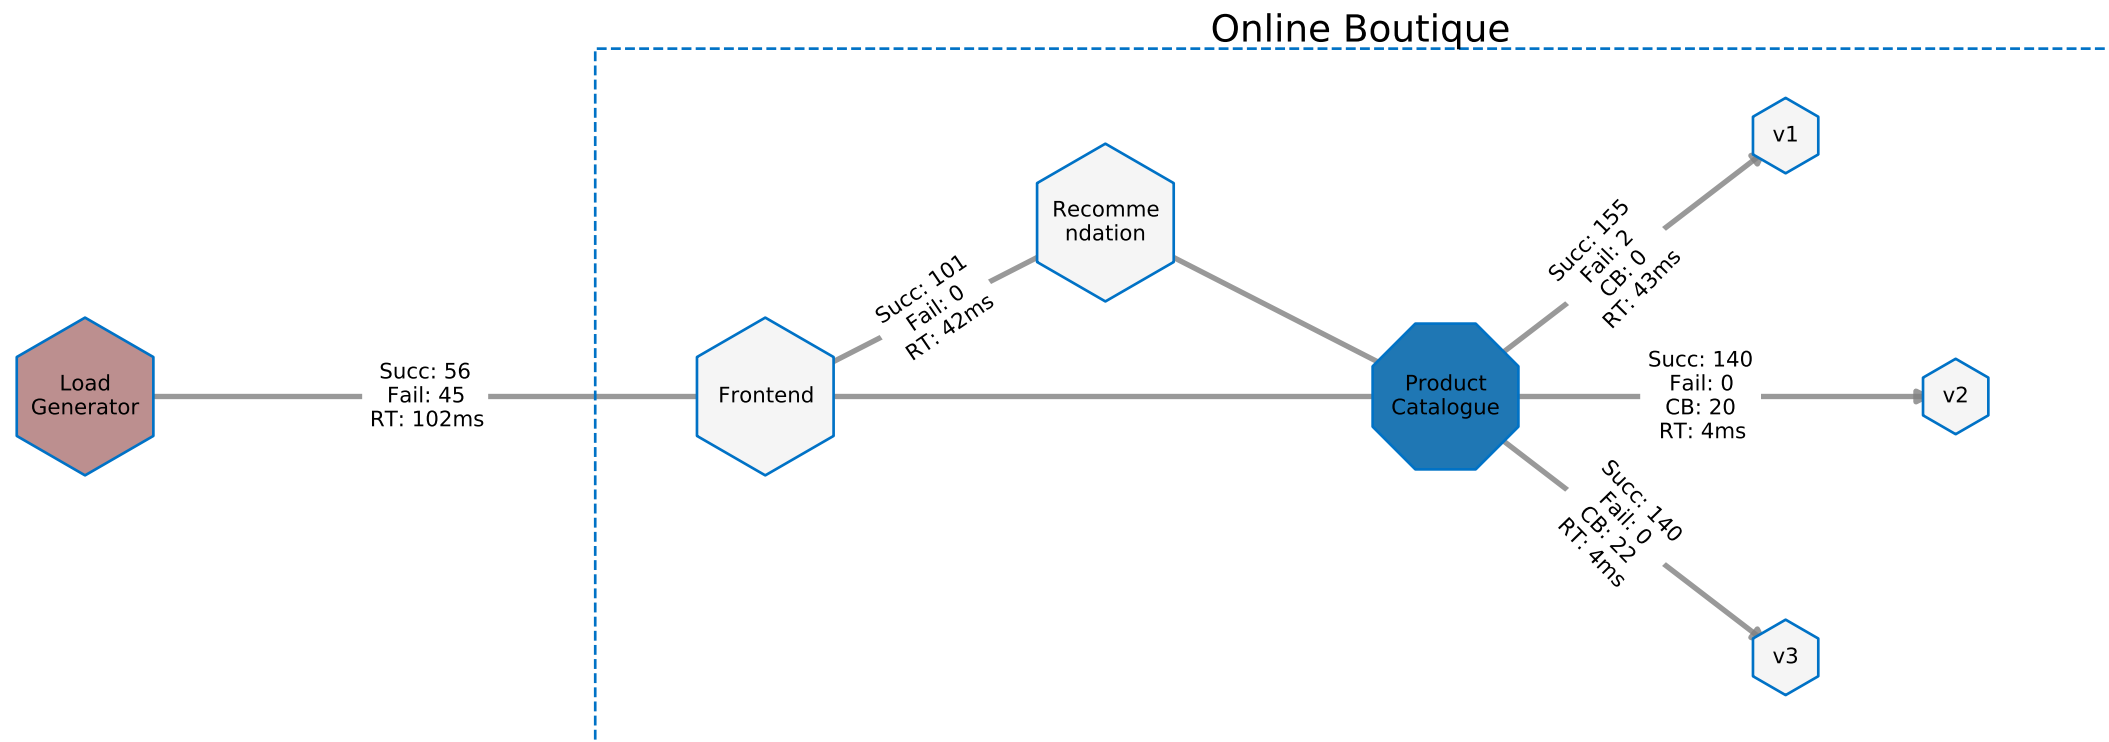 Online Boutique
Load
Generator
Succ: 56
Fail: 45
RT: 102ms
Frontend
Succ: 101
Fail: 0
RT: 42ms
Recomme
ndation
Product
Catalogue
Succ: 155
Fail: 2
CB: 0
RT: 43ms
v1
Succ: 140
Fail: 0
CB: 20
RT: 4ms
v2
Succ: 140
Fail: 0
CB: 22
RT: 4ms
v3